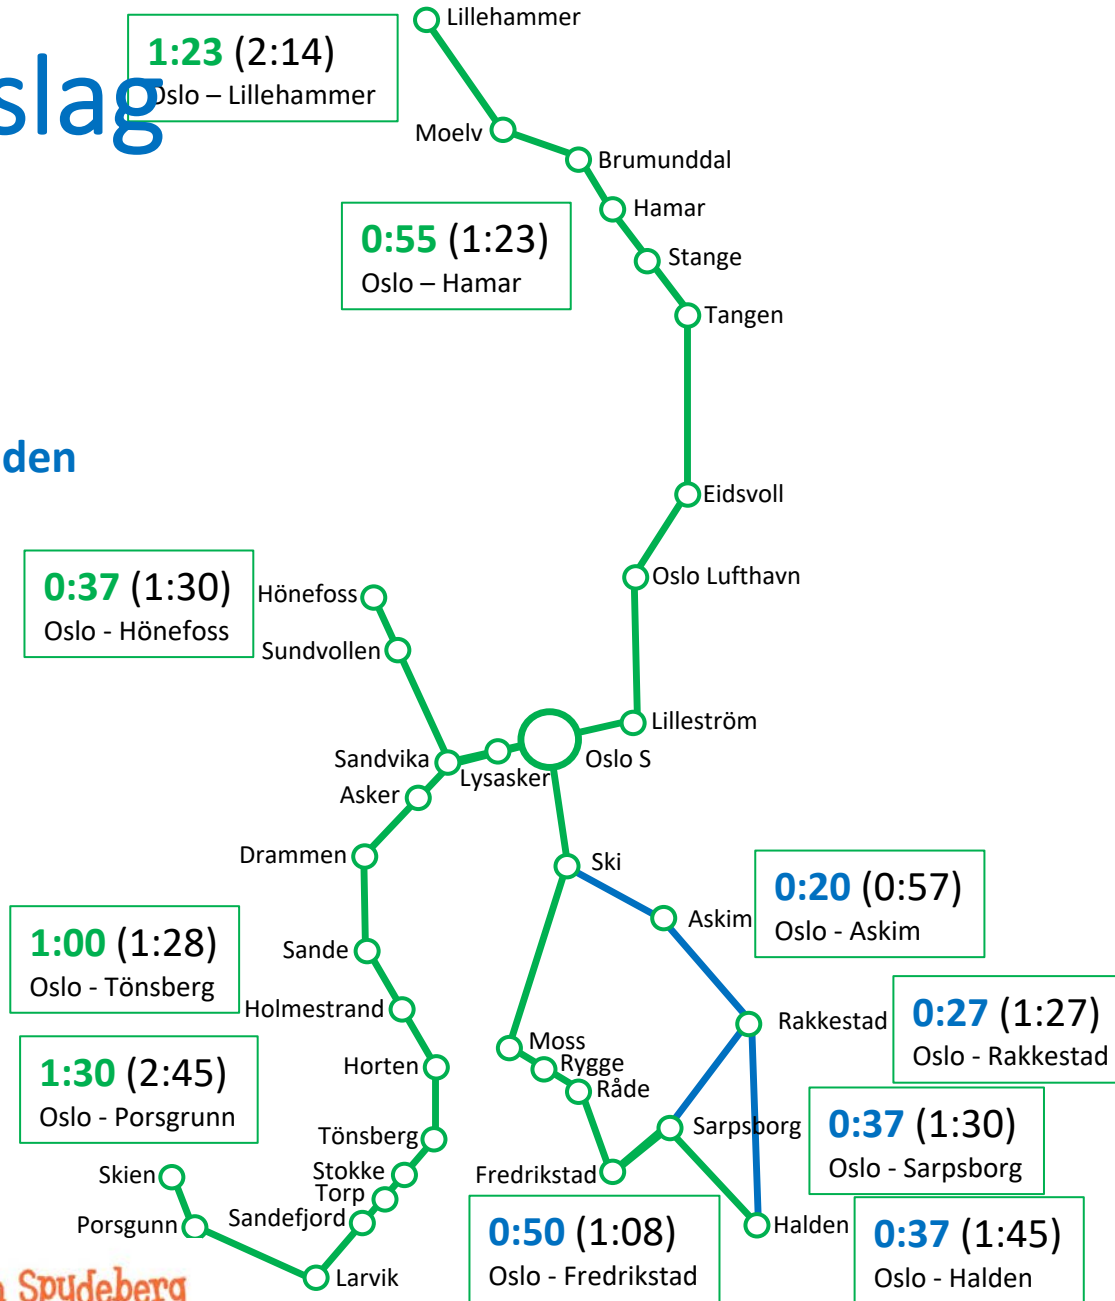 Lillehammer
1:23 (2:14)
Oslo – Lillehammer
slag
Moelv
Brumunddal
Hamar
0:55 (1:23)
Oslo – Hamar
Stange
Tangen
den
Eidsvoll
0:37 (1:30)
Oslo - Hönefoss
Hönefoss
Oslo Lufthavn
Sundvollen
Lilleström
Sandvika
Oslo S
Lysasker
Asker
Drammen
Ski
0:20 (0:57)
Oslo - Askim
Askim
1:00 (1:28)
Oslo - Tönsberg
Sande
Holmestrand
0:27 (1:27)
Oslo - Rakkestad
Rakkestad
1:30 (2:45)
Oslo - Porsgrunn
Horten
Moss
Rygge
Råde
Tönsberg
Sarpsborg
0:37 (1:30)
Oslo - Sarpsborg
Stokke
Torp
Skien
Fredrikstad
Sandefjord
Porsgunn
0:50 (1:08)
Oslo - Fredrikstad
Halden
0:37 (1:45)
Oslo - Halden
Larvik
Spydeberg